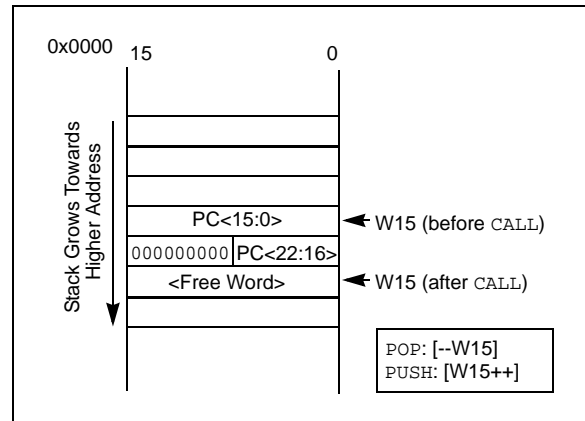 0x0000
15
0
Stack Grows Towards
Higher Address
PC<15:0>
W15 (before CALL)
000000000
PC<22:16>
<Free Word>
W15 (after CALL)
POP: [--W15]
PUSH: [W15++]